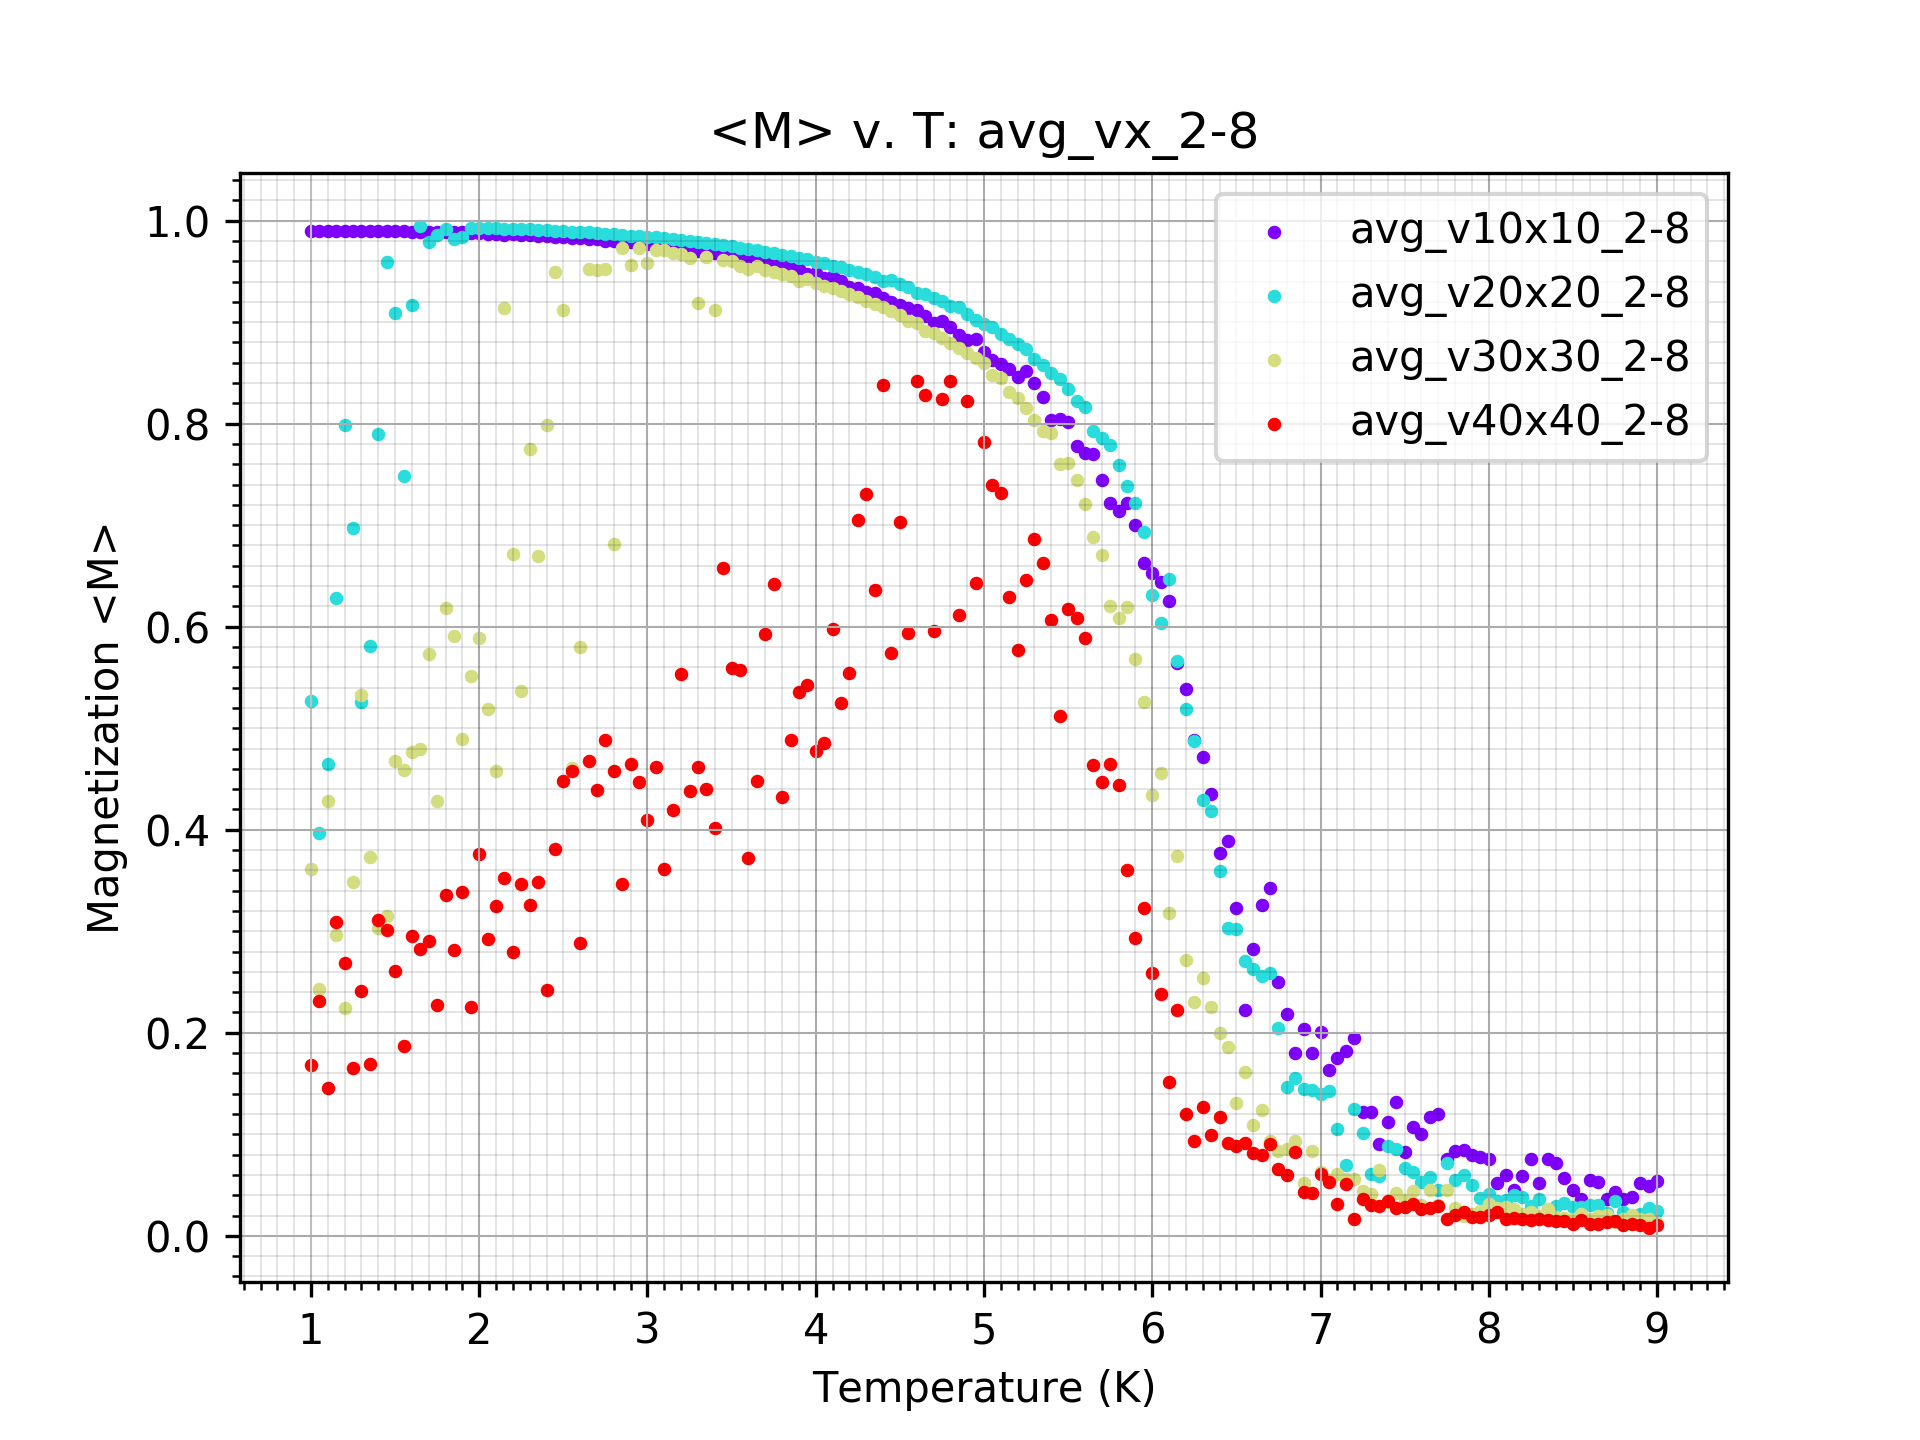 <M> v. T: avg_vx_2-8
avg_v10x10_2-8
avg_v20x20_2-8
avg_v30x30_2-8
avg_v40x40_2-8
Magnetization <M>
1.0
0.8
0.6
0.4
0.2
0.0
1 2 3 4 5 6 7 8 9
Temperature (K)